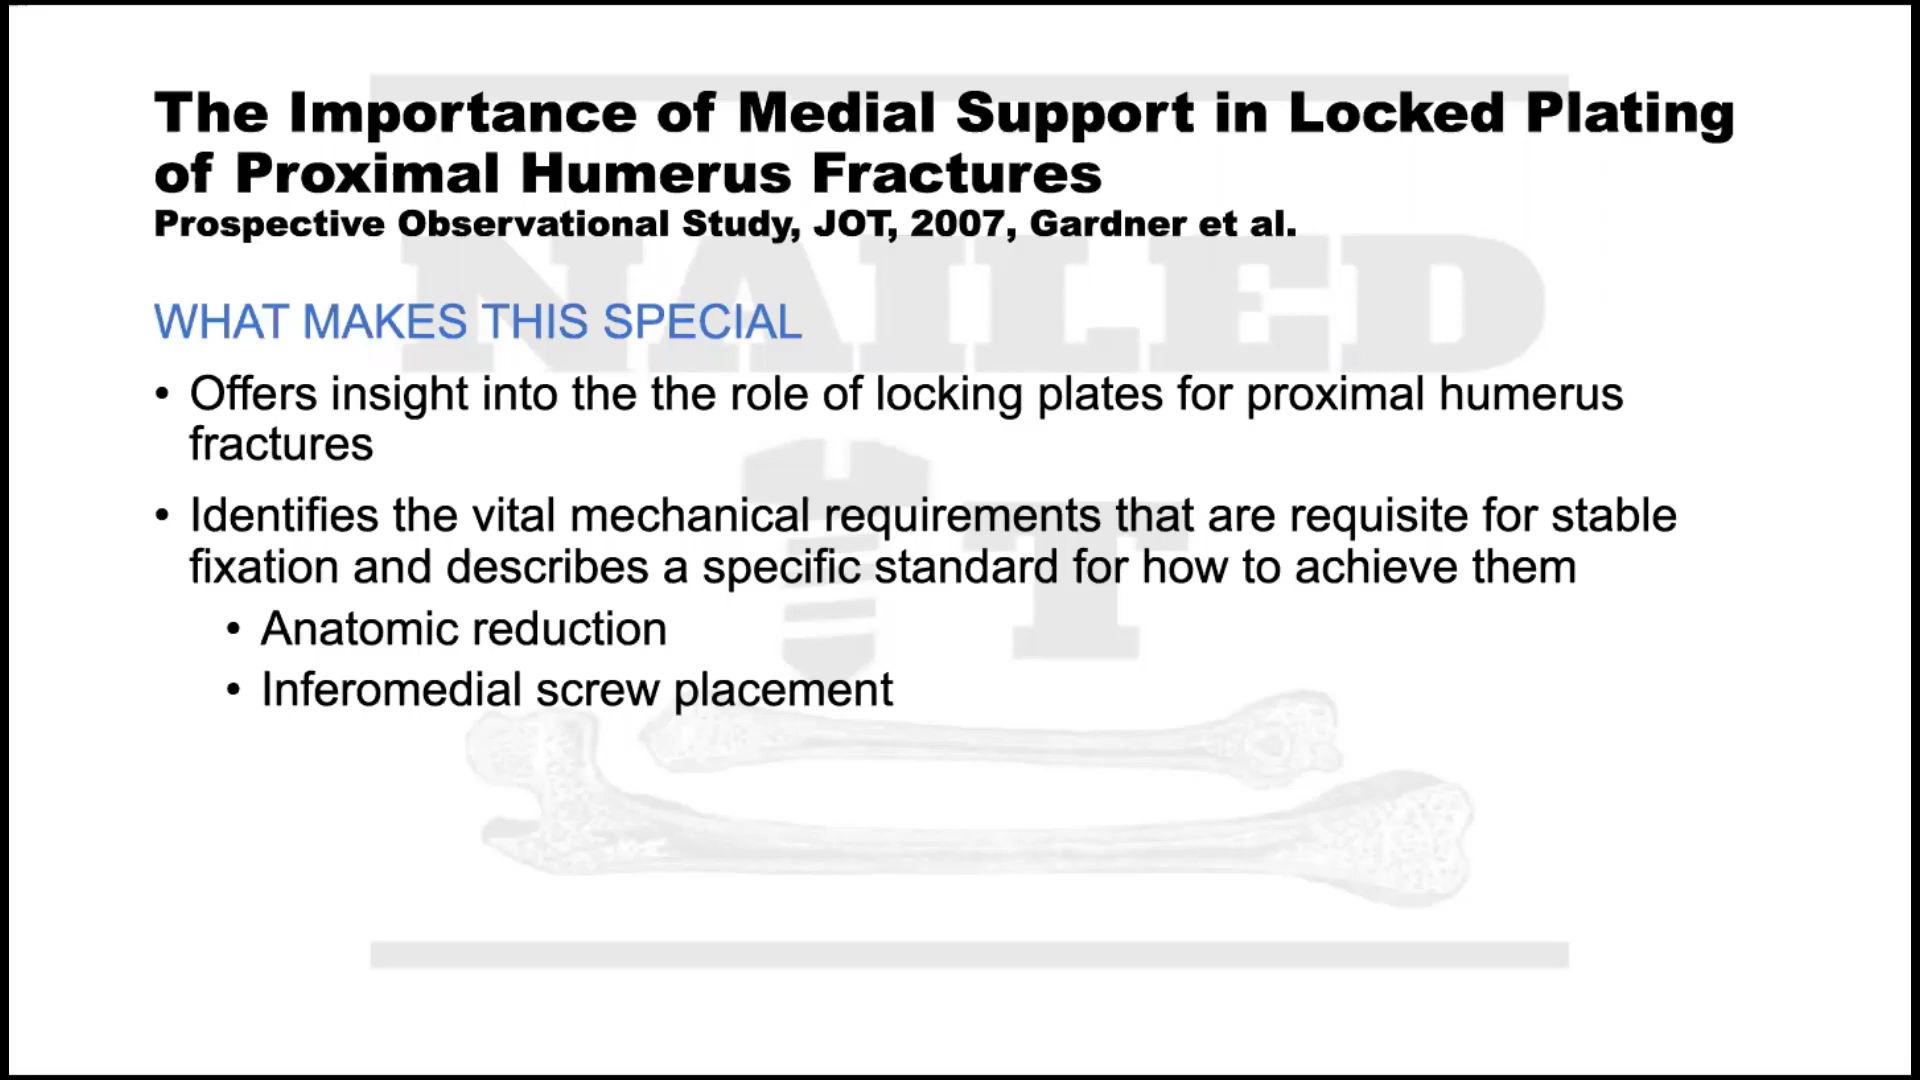 The Importance of Medial Support in Locked Plating
of Proximal Humerus Fractures
Prospective Observational Study, JOT, 2007, Gardner et al.
NAILED
IT
WHAT MAKES THIS SPECIAL
• Offers insight into the the role of locking plates for proximal humerus
fractures
• Identifies the vital mechanical requirements that are requisite for stable
fixation and describes a specific standard for how to achieve them
• Anatomic reduction
• Inferomedial screw placement